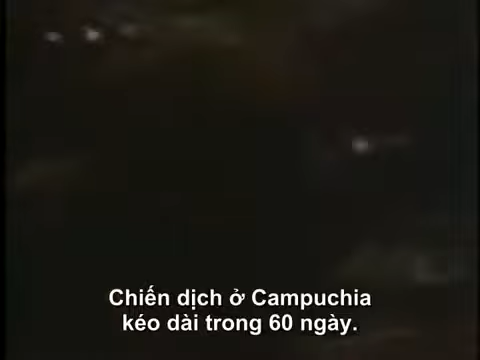 Chiến dịch ở Campuchia
kéo dài trong 60 ngày.